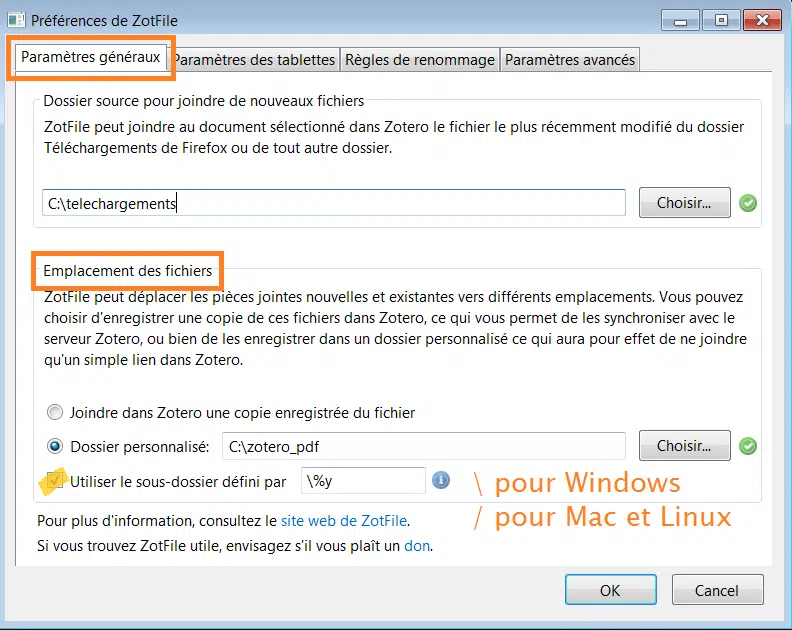 Préférences de ZotFile
Paramètres généraux
Paramètres des tablettes
Règles de renommage
Paramètres avancés
Dossier source pour joindre de nouveaux fichiers
ZotFile peut joindre au document sélectionné dans Zotero le fichier le plus récemment modifié du dossier
Téléchargements de Firefox ou de tout autre dossier.
C:\telechargements
Choisir...
Emplacement des fichiers
ZotFile peut déplacer les pièces jointes nouvelles et existantes vers différents emplacements. Vous pouvez
choisir d'enregistrer une copie de ces fichiers dans Zotero, ce qui vous permet de les synchroniser avec le
serveur Zotero, ou bien de les enregistrer dans un dossier personnalisé ce qui aura pour effet de ne joindre
qu'un simple lien dans Zotero.
Joindre dans Zotero une copie enregistrée du fichier
Dossier personnalisé:
C:\zotero_pdf
Choisir...
Utiliser le sous-dossier défini par
\%y
\ pour Windows
/ pour Mac et Linux
Pour plus d'information, consultez le site web de ZotFile.
Si vous trouvez ZotFile utile, envisagez s'il vous plaît un don.
OK
Cancel